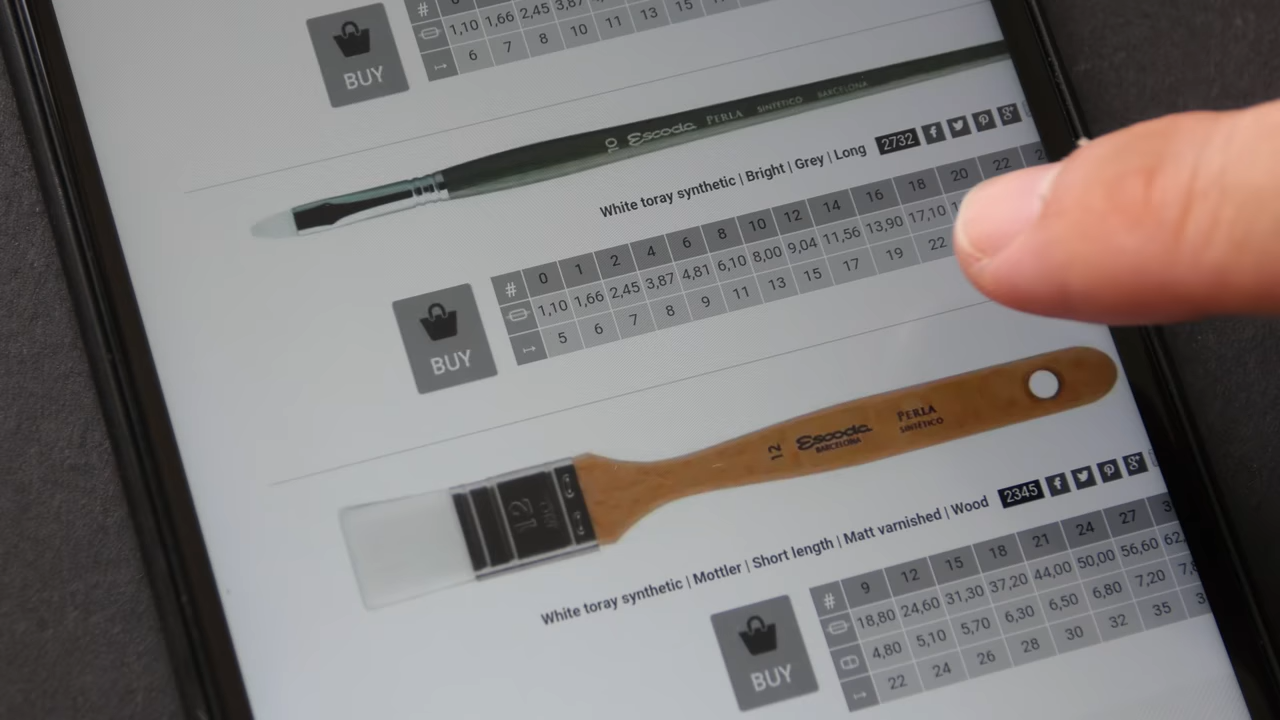 BUY
#
1,10 1,66 2,45 3,87
6 7 8 10 11 13 15
10 Escoda PERLA SINTÉTICO BARCELONA
White toray synthetic | Bright | Grey | Long 2732
# 0 1 2 4 6 8 10 12 14 16 18 20 22
1,10 1,66 2,45 3,87 4,81 6,10 8,00 9,04 11,56 13,90 17,10
5 6 7 8 9 11 13 15 17 19 22
BUY
12 Escoda BARCELONA PERLA SINTÉTICO
12
White toray synthetic | Mottler | Short length | Matt varnished | Wood 2345
# 9 12 15 18 21 24 27
18,80 24,60 31,30 37,20 44,00 50,00 56,60
4,80 5,10 5,70 6,30 6,50 6,80 7,20
22 24 26 28 30 32 35
BUY